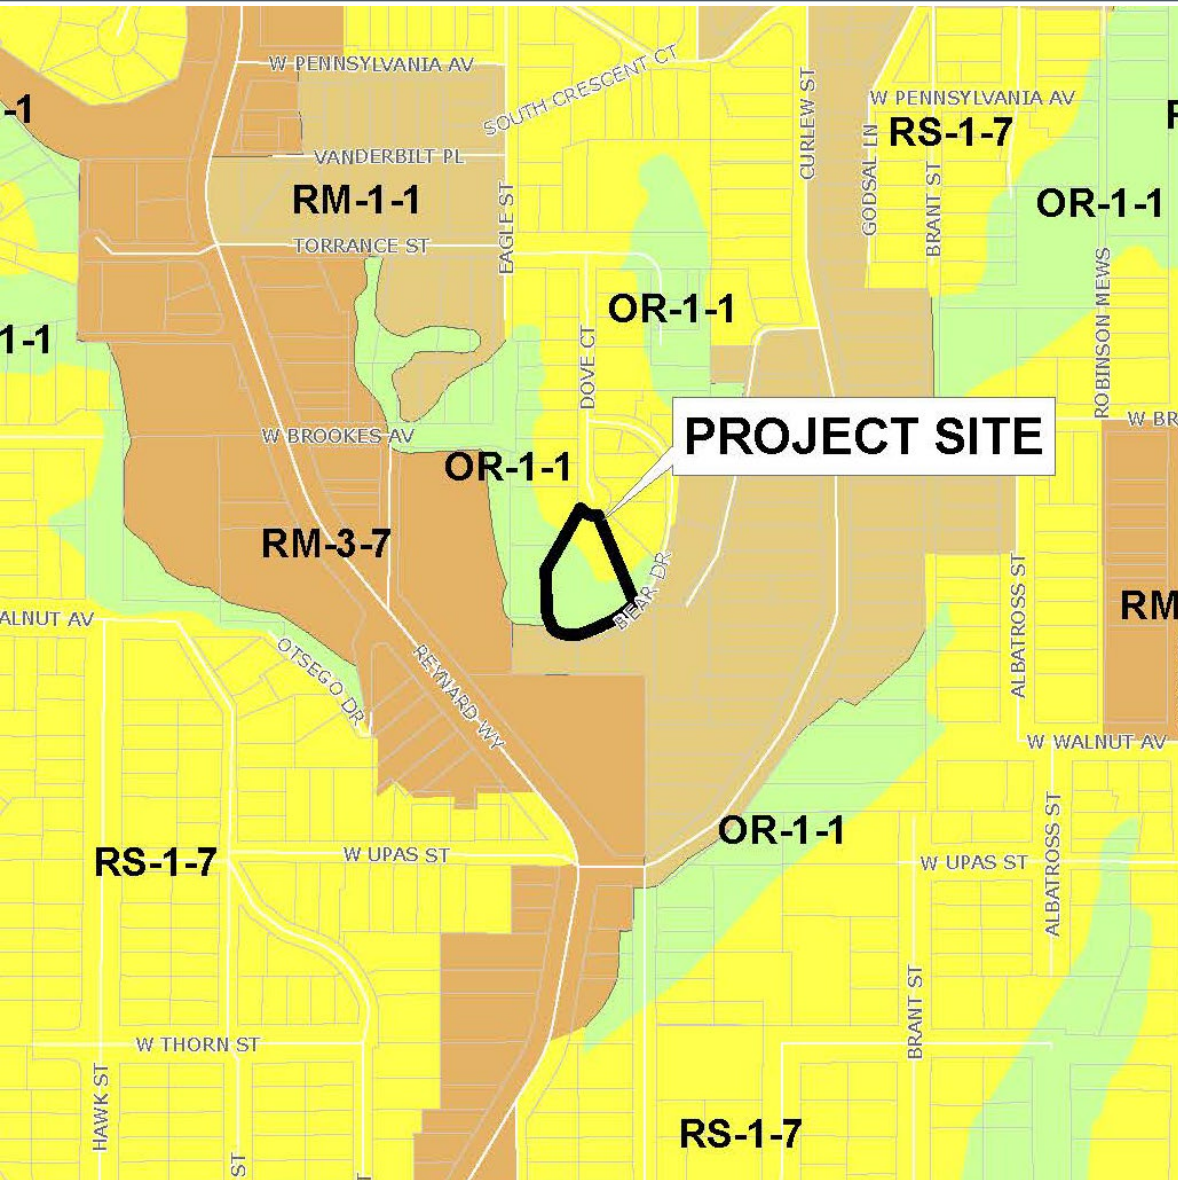 W PENNSYLVANIA AV
SOUTH CRESCENT CT
CURLEW ST
W PENNSYLVANIA AV
-1
RS-1-7
VANDERBILT PL
GODSAL LN
BRANT ST
RM-1-1
EAGLE ST
OR-1-1
TORRANCE ST
OR-1-1
ROBINSON MEWS
1-1
DOVE CT
W BR
W BROOKES AV
PROJECT SITE
OR-1-1
RM-3-7
BEAR DR
ALBATROSS ST
RM
ALNUT AV
OTSEGO DR
REYNARD WY
W WALNUT AV
OR-1-1
RS-1-7
W UPAS ST
W UPAS ST
ALBATROSS ST
BRANT ST
W THORN ST
HAWK ST
ST
RS-1-7